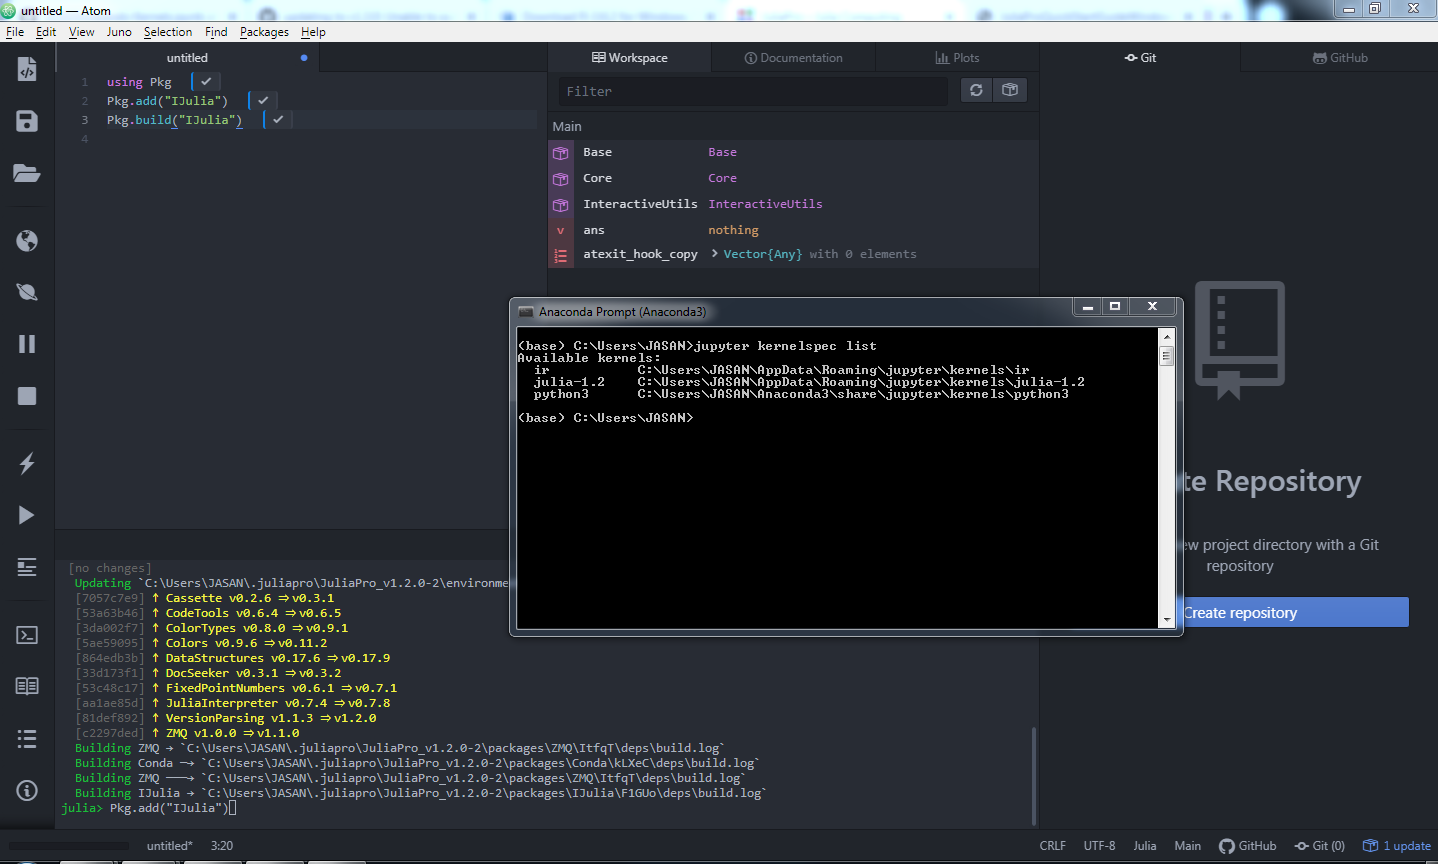 untitled — Atom
File Edit View Juno Selection Find Packages Help
untitled
1 using Pkg
2 Pkg.add("IJulia")
3 Pkg.build("IJulia")
4
Workspace Documentation Plots
Filter
Main
Base Base
Core Core
InteractiveUtils InteractiveUtils
v ans nothing
atexit_hook_copy > Vector{Any} with 0 elements
Git GitHub
te Repository
ew project directory with a Git
repository
Create repository
Anaconda Prompt (Anaconda3)
(base) C:\Users\JASAN>jupyter kernelspec list
Available kernels:
ir C:\Users\JASAN\AppData\Roaming\jupyter\kernels\ir
julia-1.2 C:\Users\JASAN\AppData\Roaming\jupyter\kernels\julia-1.2
python3 C:\Users\JASAN\Anaconda3\share\jupyter\kernels\python3
(base) C:\Users\JASAN>
[no changes]
Updating `C:\Users\JASAN\.juliapro\JuliaPro_v1.2.0-2\environme
[7057c7e9] ↑ Cassette v0.2.6 ⇒ v0.3.1
[53a63b46] ↑ CodeTools v0.6.4 ⇒ v0.6.5
[3da002f7] ↑ ColorTypes v0.8.0 ⇒ v0.9.1
[5ae59095] ↑ Colors v0.9.6 ⇒ v0.11.2
[864edb3b] ↑ DataStructures v0.17.6 ⇒ v0.17.9
[33d173f1] ↑ DocSeeker v0.3.1 ⇒ v0.3.2
[53c48c17] ↑ FixedPointNumbers v0.6.1 ⇒ v0.7.1
[aa1ae85d] ↑ JuliaInterpreter v0.7.4 ⇒ v0.7.8
[81def892] ↑ VersionParsing v1.1.3 ⇒ v1.2.0
[c2297ded] ↑ ZMQ v1.0.0 ⇒ v1.1.0
Building ZMQ → `C:\Users\JASAN\.juliapro\JuliaPro_v1.2.0-2\packages\ZMQ\ItfqT\deps\build.log`
Building Conda ─→ `C:\Users\JASAN\.juliapro\JuliaPro_v1.2.0-2\packages\Conda\kLXeC\deps\build.log`
Building ZMQ ───→ `C:\Users\JASAN\.juliapro\JuliaPro_v1.2.0-2\packages\ZMQ\ItfqT\deps\build.log`
Building IJulia → `C:\Users\JASAN\.juliapro\JuliaPro_v1.2.0-2\packages\IJulia\F1GUo\deps\build.log`
julia> Pkg.add("IJulia")
untitled* 3:20 CRLF UTF-8 Julia Main GitHub Git (0) 1 update